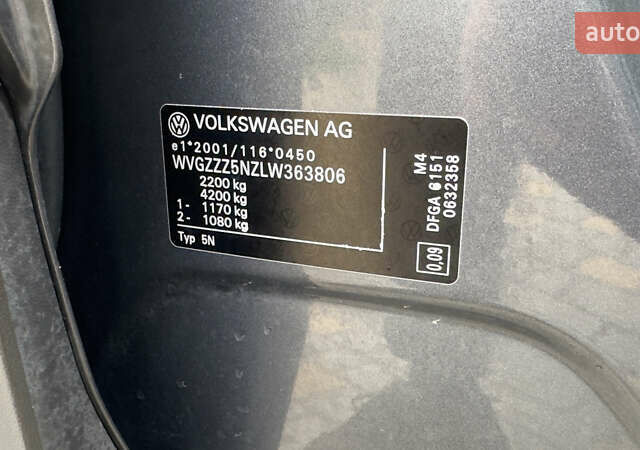 auto
VOLKSWAGEN AG
e1*2001/116*0450
WVGZZZ5NZLW363806
2200 kg
4200 kg
1- 1170 kg
2- 1080 kg
Typ 5N
M4
DFGA 6151
0632358
0,09